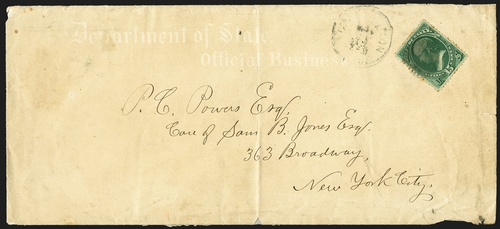 Department of State
Official Business
P. C. Powers Esq,
Care of Sam B. Jones Esq.
363 Broadway,
New York City.